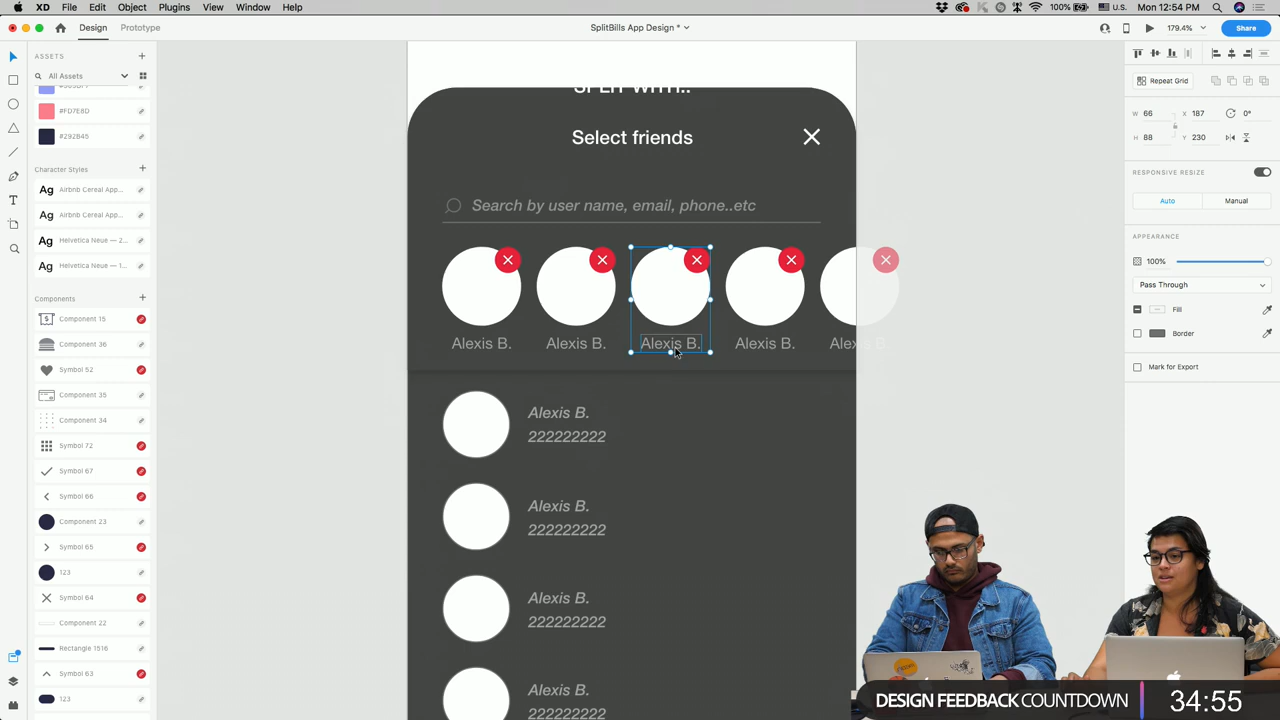 XD File Edit Object Plugins View Window Help
100% U.S. Mon 12:54 PM
Design Prototype
SplitBills App Design *
179.4%
Share
ASSETS
All Assets
#FD7E8D
#292B45
Character Styles
Ag Airbnb Cereal App...
Ag Airbnb Cereal App...
Ag Helvetica Neue — 2...
Ag Helvetica Neue — 1...
Components
Component 15
Component 36
Symbol 52
Component 35
Component 34
Symbol 72
Symbol 67
Symbol 66
Component 23
Symbol 65
123
Symbol 64
Component 22
Rectangle 1516
Symbol 63
123
SPLIT WITH..
Select friends
Search by user name, email, phone..etc
Alexis B. Alexis B. Alexis B. Alexis B. Alexis B.
Alexis B.
222222222
Alexis B.
222222222
Alexis B.
222222222
Alexis B.
222222222
Repeat Grid
W 66 X 187 0°
H 88 Y 230
RESPONSIVE RESIZE
Auto Manual
APPEARANCE
100%
Pass Through
Fill
Border
Mark for Export
DESIGN FEEDBACK COUNTDOWN 34:55